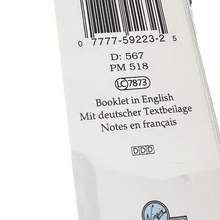 0 7777-59223-2 5
D: 567
PM 518
LC 7873
Booklet in English
Mit deutscher Textbeilage
Notes en français
DDD